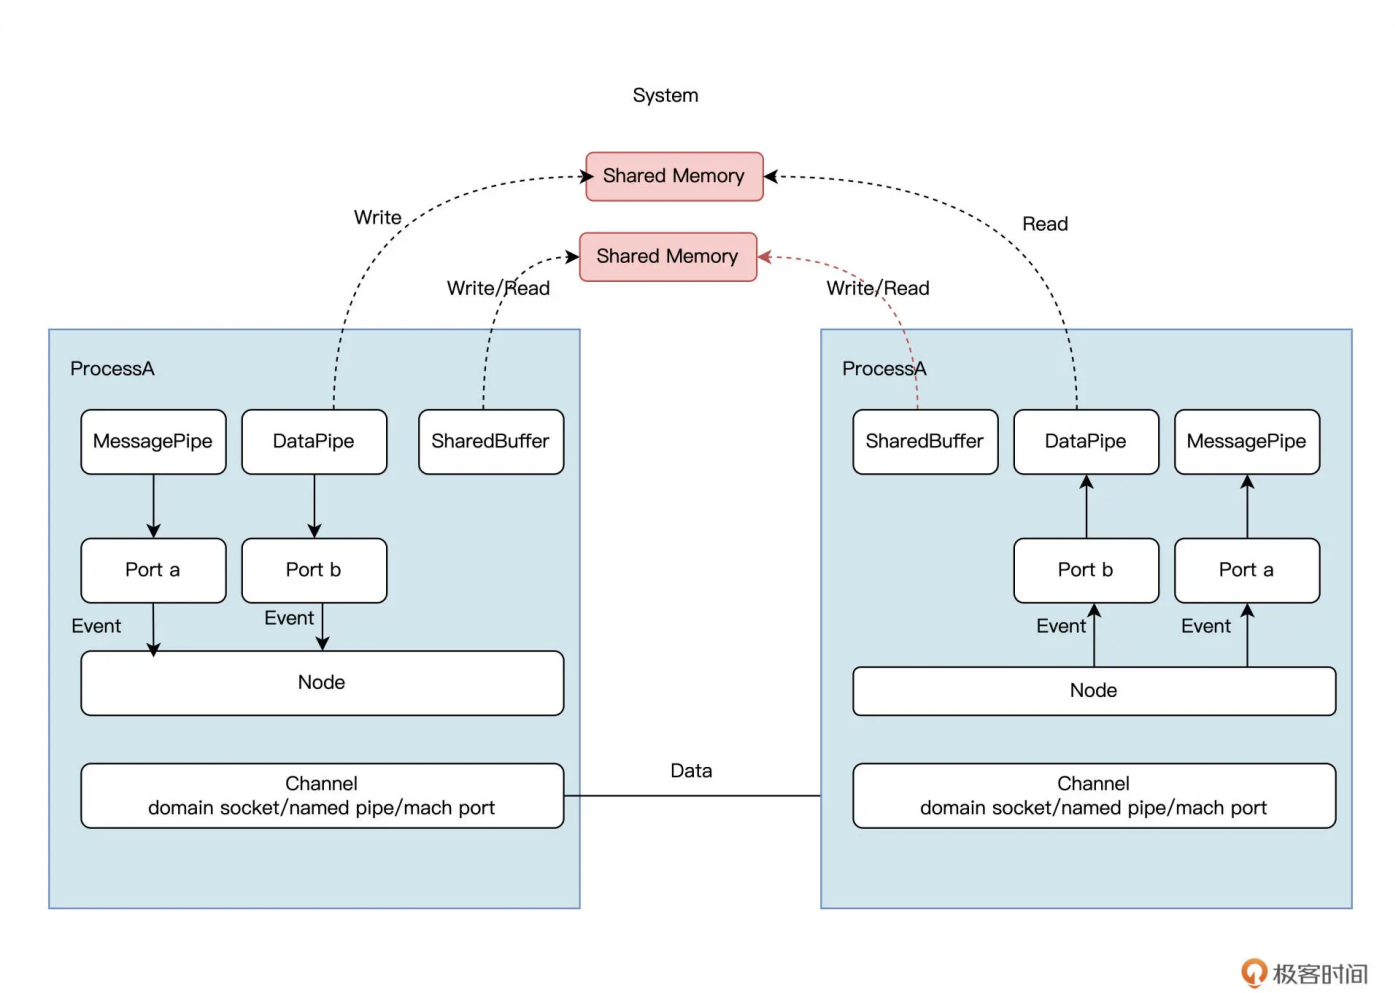 System
Shared Memory
Write
Read
Shared Memory
Write/Read
Write/Read
ProcessA
MessagePipe
DataPipe
SharedBuffer
Port a
Port b
Event
Event
Node
Channel
domain socket/named pipe/mach port
Data
ProcessA
SharedBuffer
DataPipe
MessagePipe
Port b
Port a
Event
Event
Node
Channel
domain socket/named pipe/mach port
极客时间